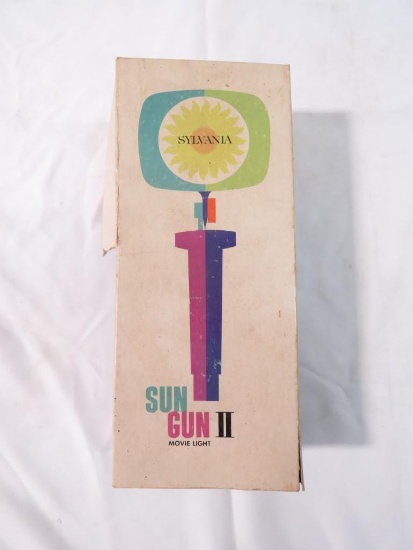 SYLVANIA
SUN
GUN II
MOVIE LIGHT